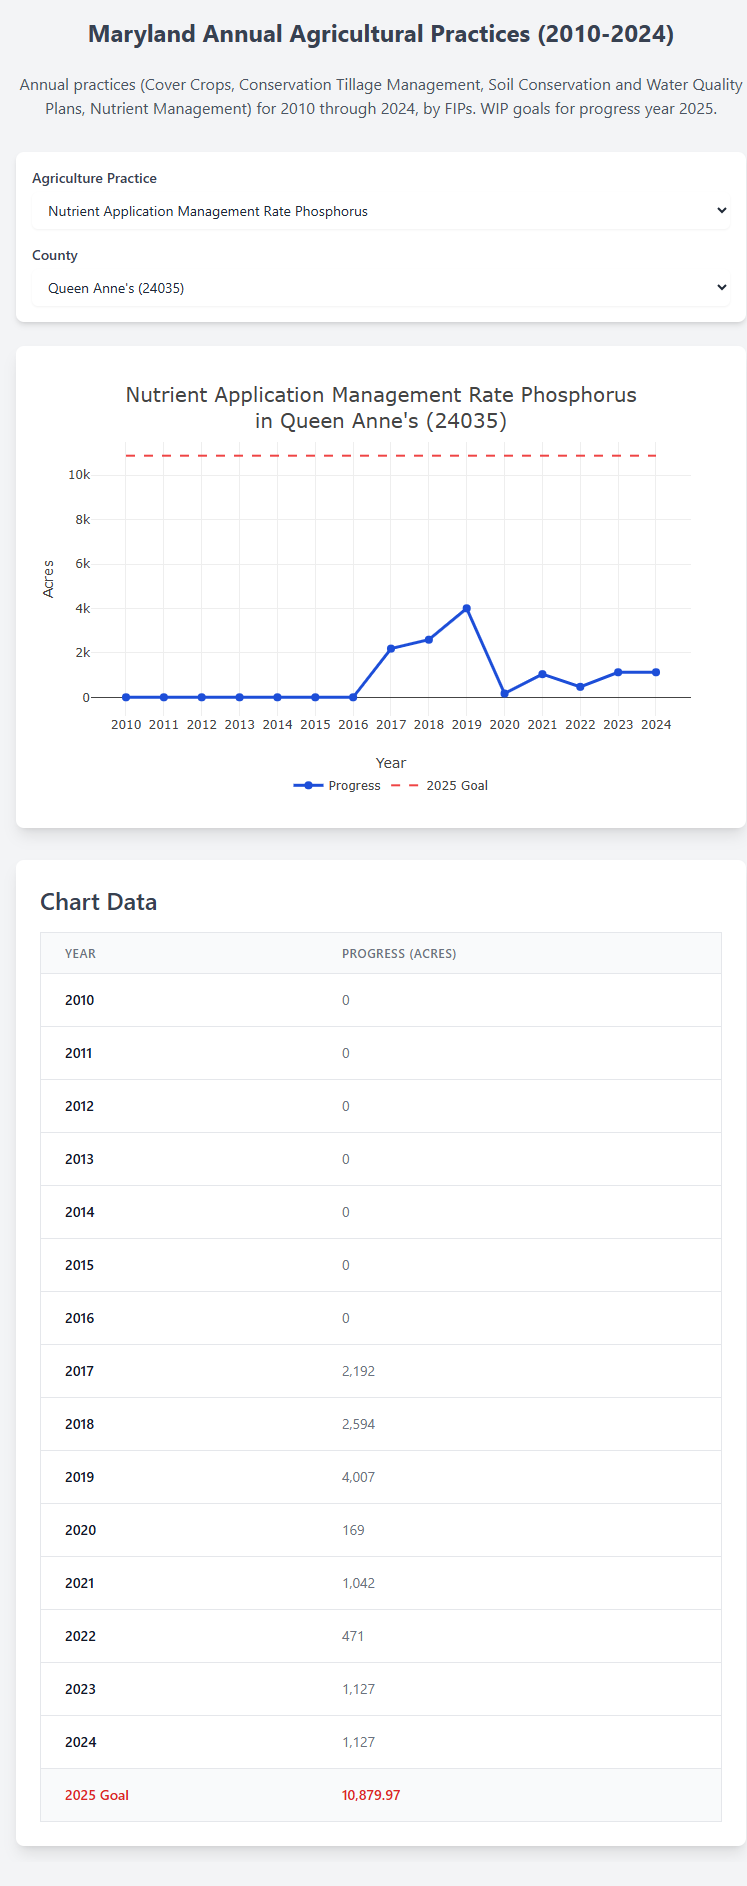 Maryland Annual Agricultural Practices (2010-2024)
Annual practices (Cover Crops, Conservation Tillage Management, Soil Conservation and Water Quality
Plans, Nutrient Management) for 2010 through 2024, by FIPs. WIP goals for progress year 2025.
Agriculture Practice
Nutrient Application Management Rate Phosphorus
County
Queen Anne's (24035)
Nutrient Application Management Rate Phosphorus
in Queen Anne's (24035)
10k
8k
6k
4k
2k
0
Acres
2010 2011 2012 2013 2014 2015 2016 2017 2018 2019 2020 2021 2022 2023 2024
Year
Progress 2025 Goal
Chart Data
YEAR PROGRESS (ACRES)
2010 0
2011 0
2012 0
2013 0
2014 0
2015 0
2016 0
2017 2,192
2018 2,594
2019 4,007
2020 169
2021 1,042
2022 471
2023 1,127
2024 1,127
2025 Goal 10,879.97